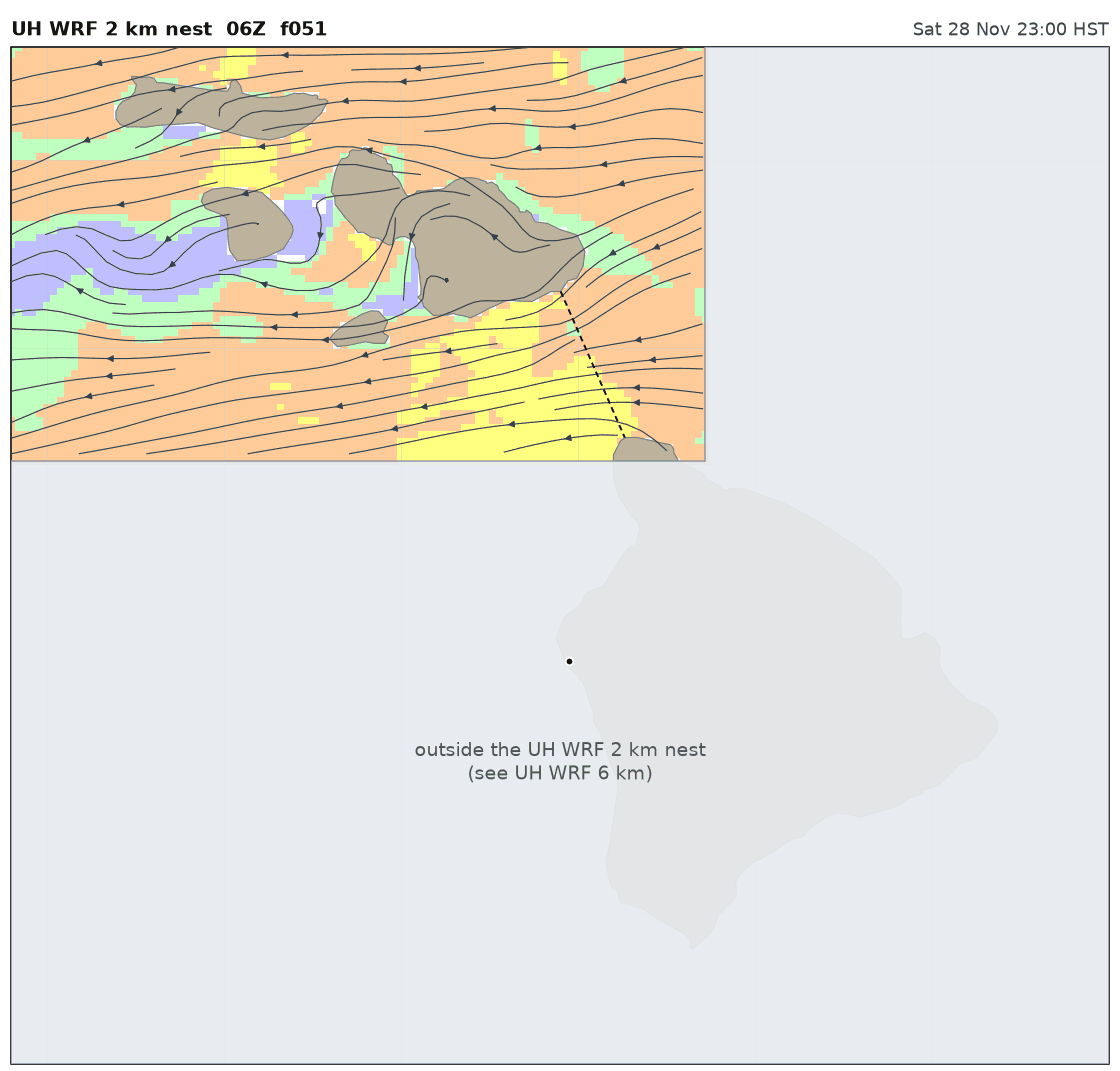 UH WRF 2 km nest  06Z  f051
Sat 28 Nov 23:00 HST
outside the UH WRF 2 km nest
(see UH WRF 6 km)